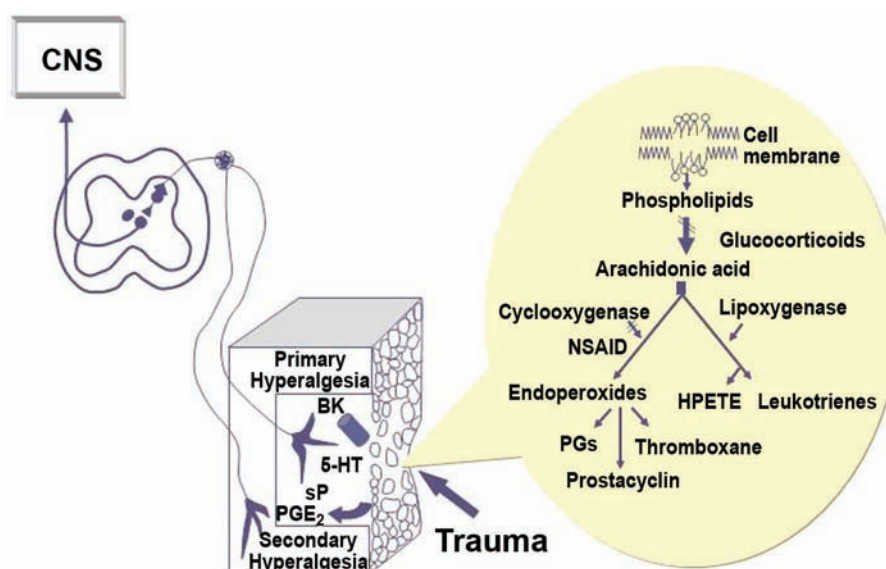 CNS
Primary
Hyperalgesia
BK
5-HT
sP
PGE₂
Secondary
Hyperalgesia
Trauma
Cell
membrane
Phospholipids
Glucocorticoids
Arachidonic acid
Cyclooxygenase
Lipoxygenase
NSAID
Endoperoxides
HPETE Leukotrienes
PGs Thromboxane
Prostacyclin